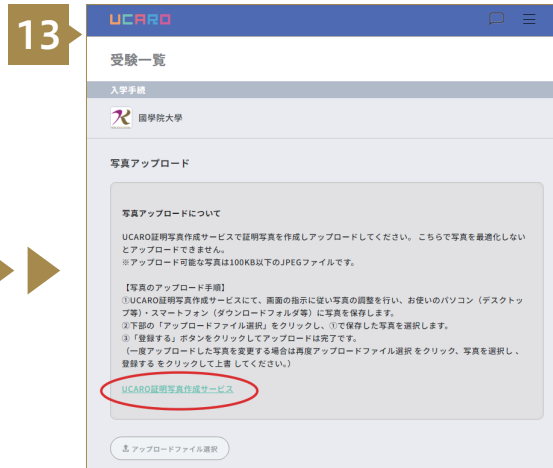 13
UCARO
受験一覧
入学手続
國學院大學
写真アップロード
写真アップロードについて
UCARO証明写真作成サービスで証明写真を作成しアップロードしてください。 こちらで写真を最適化しない
とアップロードできません。
※アップロード可能な写真は100KB以下のJPEGファイルです。
【写真のアップロード手順】
①UCARO証明写真作成サービスにて、画面の指示に従い写真の調整を行い、お使いのパソコン（デスクトッ
プ等）・スマートフォン（ダウンロードフォルダ等）に写真を保存します。
②下部の「アップロードファイル選択」をクリックし、①で保存した写真を選択します。
③「登録する」ボタンをクリックしてアップロードは完了です。
（一度アップロードした写真を変更する場合は再度アップロードファイル選択 をクリック、写真を選択し 、
登録する をクリックして上書 してください。）
UCARO証明写真作成サービス
アップロードファイル選択